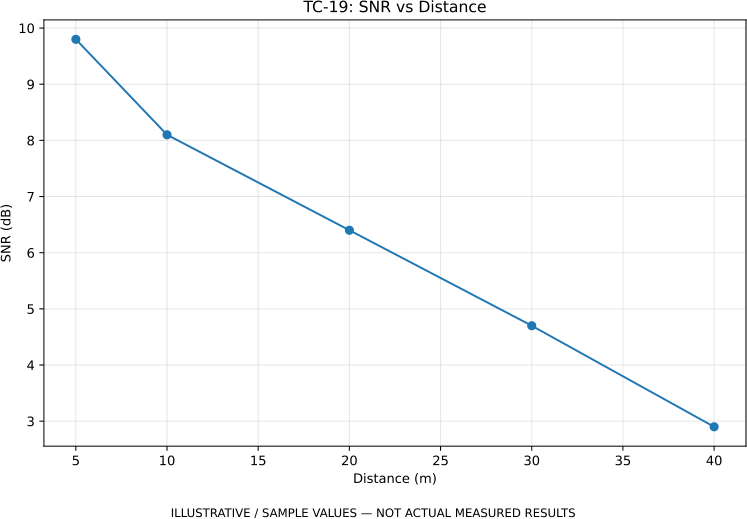 TC-19: SNR vs Distance
10
9
8
7
6
5
4
3
SNR (dB)
5 10 15 20 25 30 35 40
Distance (m)
ILLUSTRATIVE / SAMPLE VALUES — NOT ACTUAL MEASURED RESULTS